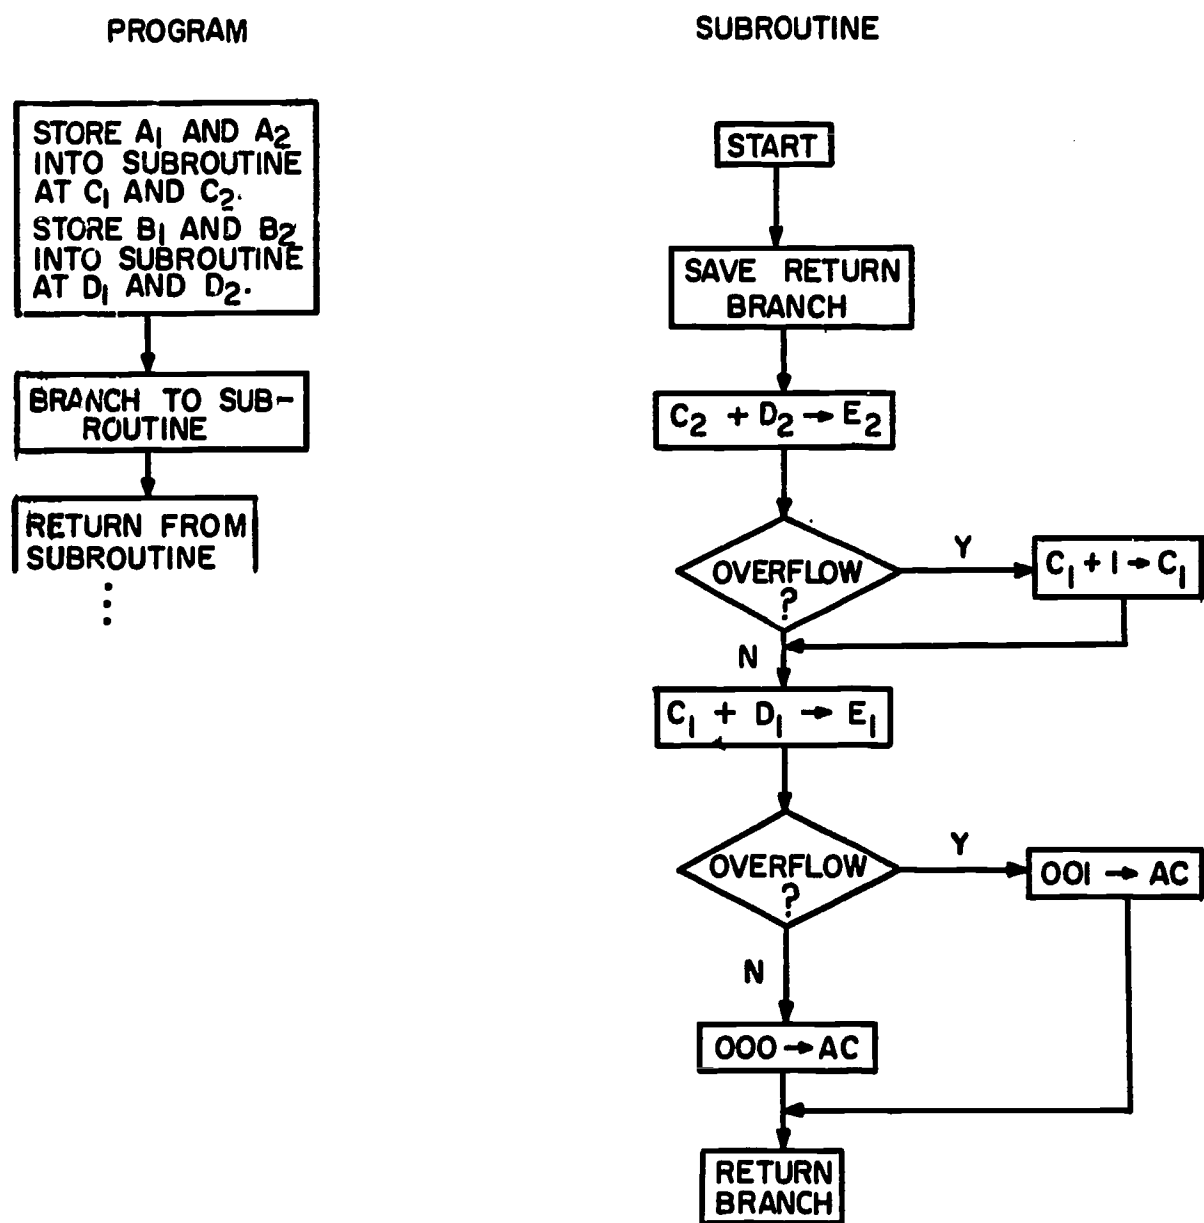 PROGRAM
STORE A₁ AND A₂
INTO SUBROUTINE
AT C₁ AND C₂.
STORE B₁ AND B₂
INTO SUBROUTINE
AT D₁ AND D₂.
BRANCH TO SUB-
ROUTINE
RETURN FROM
SUBROUTINE
SUBROUTINE
START
SAVE RETURN
BRANCH
C₂ + D₂ → E₂
OVERFLOW
?
Y
C₁ + 1 → C₁
N
C₁ + D₁ → E₁
OVERFLOW
?
Y
001 → AC
N
000 → AC
RETURN
BRANCH